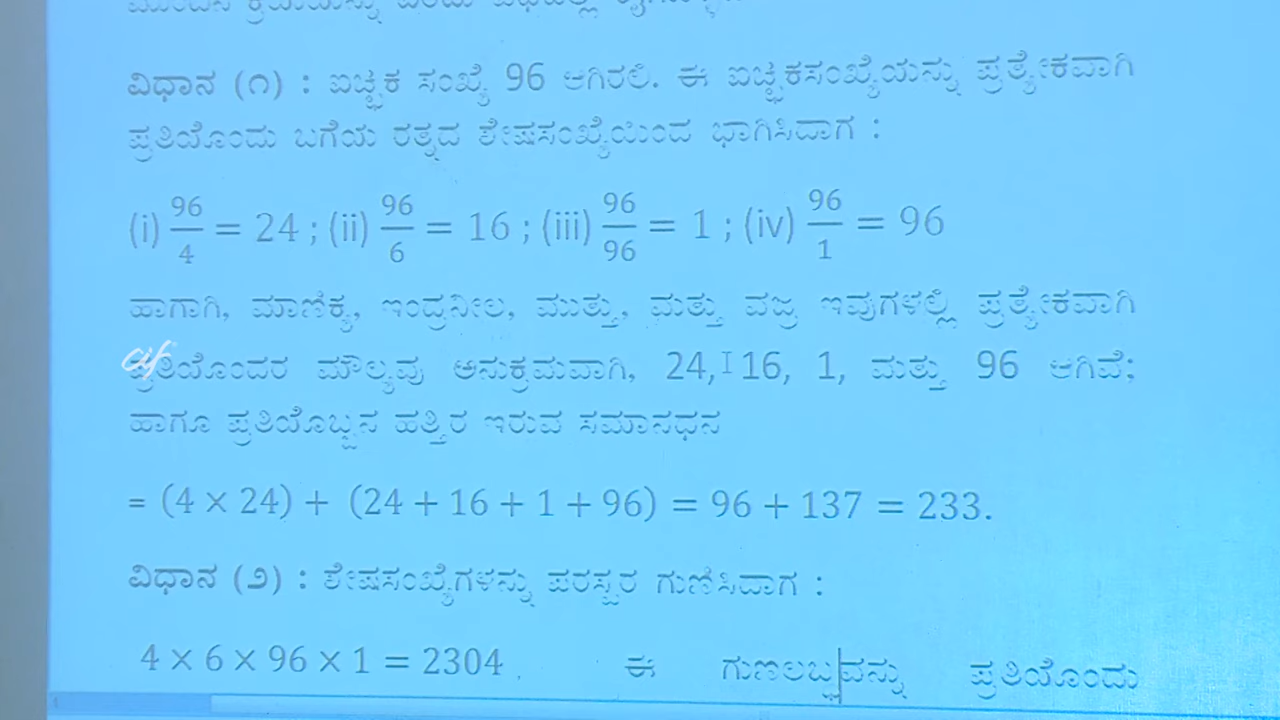 ವಿಧಾನ (೧) : ಐಚ್ಛಿಕ ಸಂಖ್ಯೆ 96 ಆಗಿರಲಿ. ಈ ಐಚ್ಛಿಕಸಂಖ್ಯೆಯನ್ನು ಪ್ರತ್ಯೇಕವಾಗಿ
ಪ್ರತಿಯೊಂದು ಬಗೆಯ ರತ್ನದ ಶೇಷಸಂಖ್ಯೆಯಿಂದ ಭಾಗಿಸಿದಾಗ :
(i) 96/4 = 24 ; (ii) 96/6 = 16 ; (iii) 96/96 = 1 ; (iv) 96/1 = 96
ಹಾಗಾಗಿ, ಮಾಣಿಕ್ಯ, ಇಂದ್ರನೀಲ, ಮುತ್ತು, ಮತ್ತು ವಜ್ರ ಇವುಗಳಲ್ಲಿ ಪ್ರತ್ಯೇಕವಾಗಿ
ಪ್ರತಿಯೊಂದರ ಮೌಲ್ಯವು ಅನುಕ್ರಮವಾಗಿ, 24, 16, 1, ಮತ್ತು 96 ಆಗಿವೆ;
ಹಾಗೂ ಪ್ರತಿಯೊಬ್ಬನ ಹತ್ತಿರ ಇರುವ ಸಮಾನಧನ
= (4 × 24) + (24 + 16 + 1 + 96) = 96 + 137 = 233.
ವಿಧಾನ (೨) : ಶೇಷಸಂಖ್ಯೆಗಳನ್ನು ಪರಸ್ಪರ ಗುಣಿಸಿದಾಗ :
4 × 6 × 96 × 1 = 2304 . ಈ ಗುಣಲಬ್ಧವನ್ನು ಪ್ರತಿಯೊಂದು